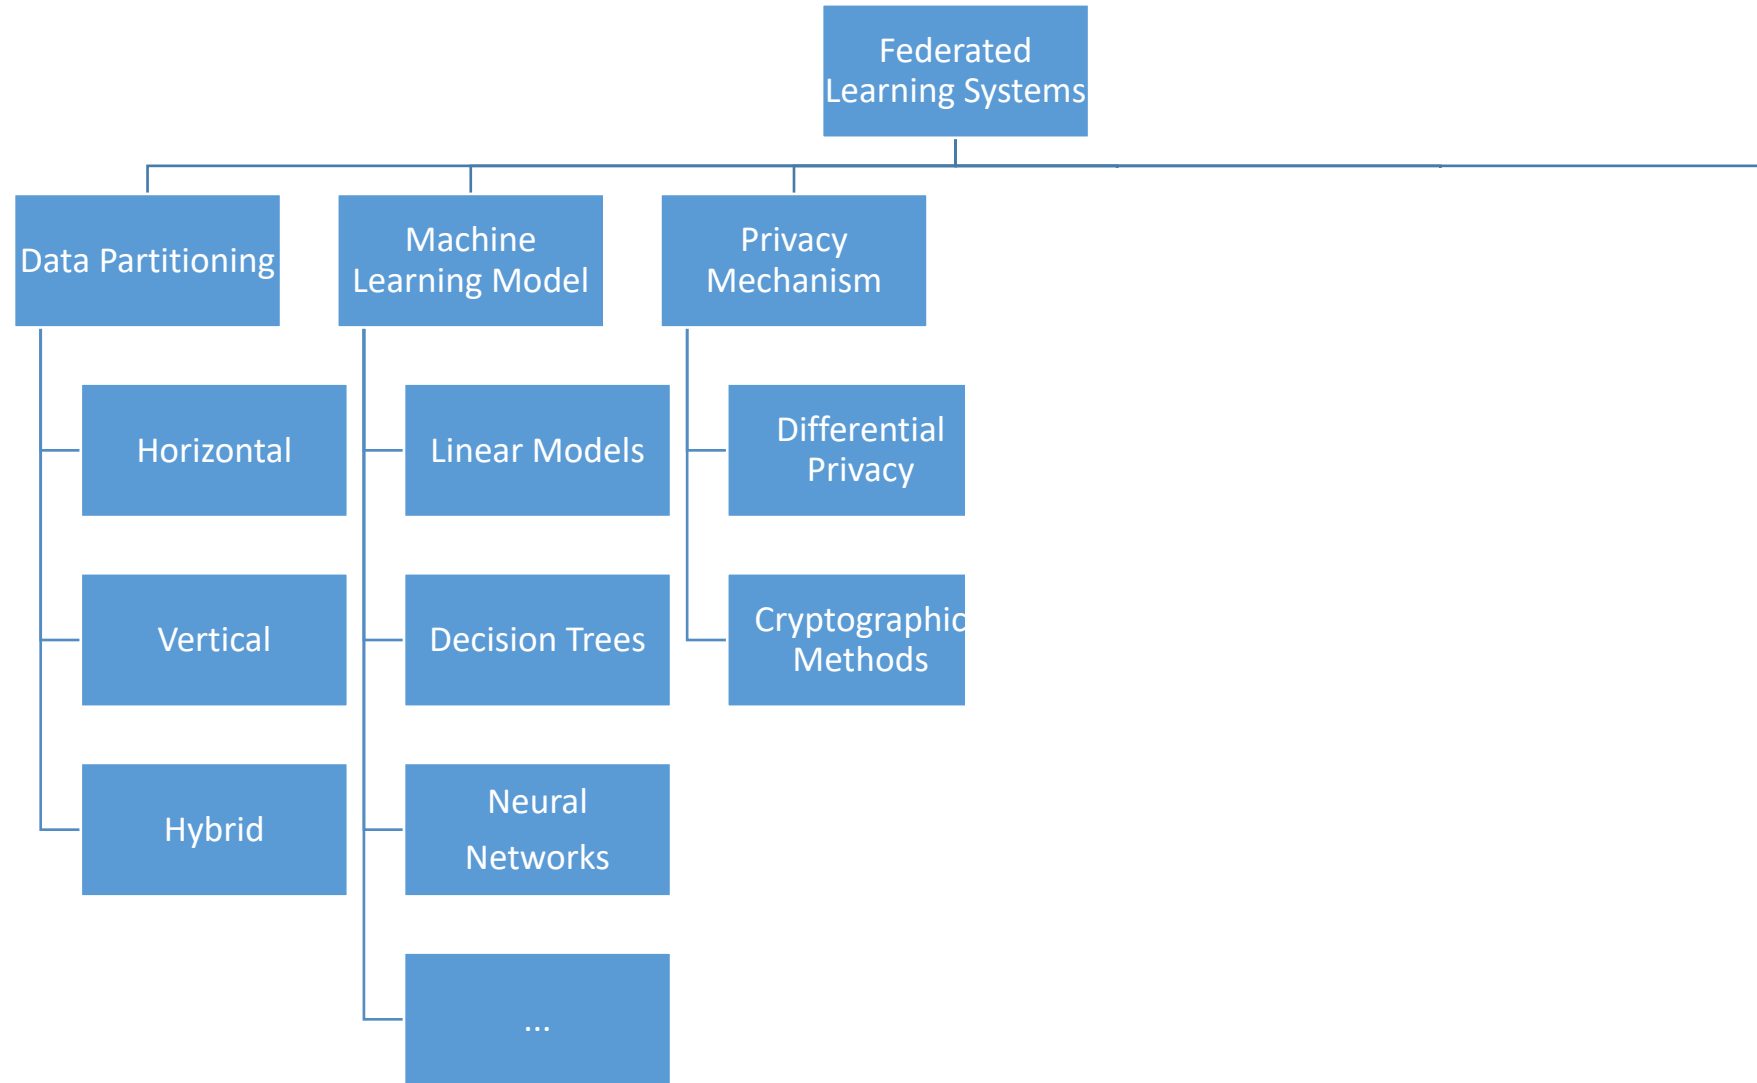 Federated
Learning Systems
Data Partitioning
Machine
Learning Model
Privacy
Mechanism
Horizontal
Linear Models
Differential
Privacy
Vertical
Decision Trees
Cryptographic
Methods
Hybrid
Neural
Networks
...